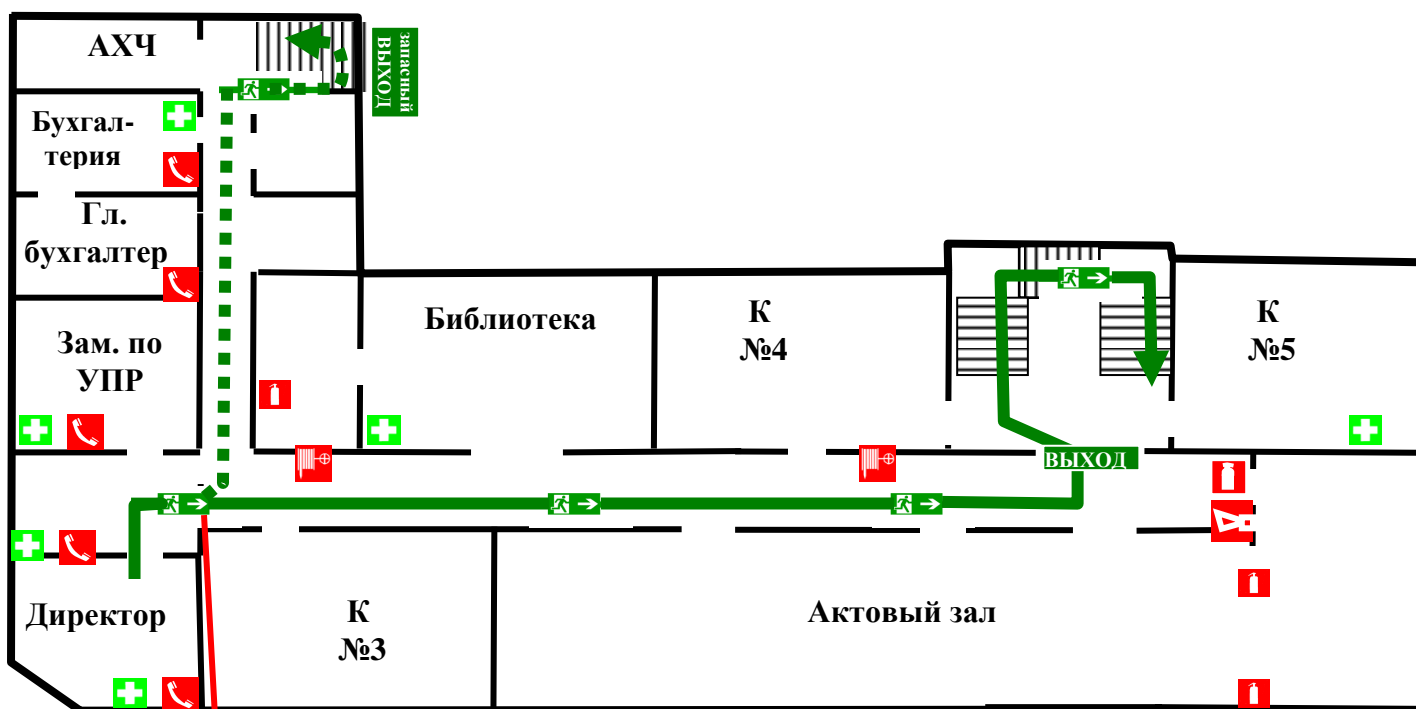 АХЧ
запасный
ВЫХОД
Бухгал-
терия
Гл.
бухгалтер
Зам. по
УПР
Библиотека
К
№4
К
№5
ВЫХОД
Директор
К
№3
Актовый зал